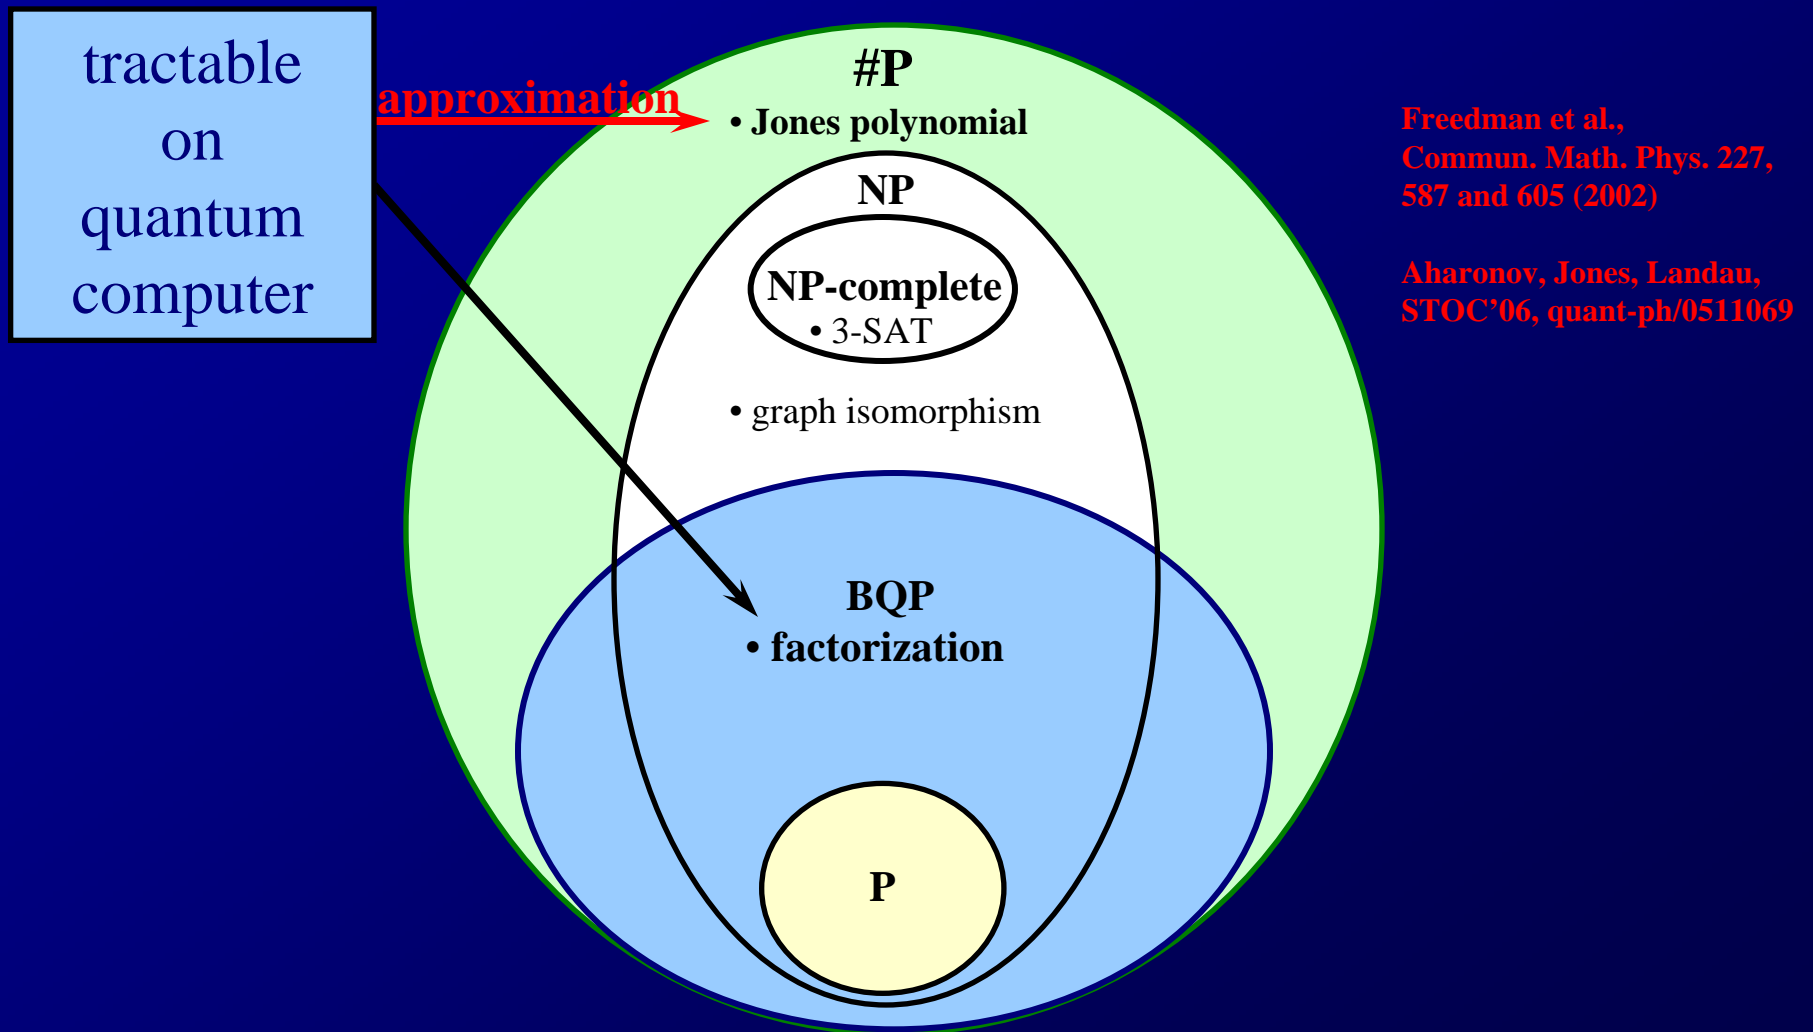 tractable
on
quantum
computer
approximation
#P
• Jones polynomial
NP
NP-complete
• 3-SAT
• graph isomorphism
BQP
• factorization
P
Freedman et al.,
Commun. Math. Phys. 227,
587 and 605 (2002)
Aharonov, Jones, Landau,
STOC’06, quant-ph/0511069